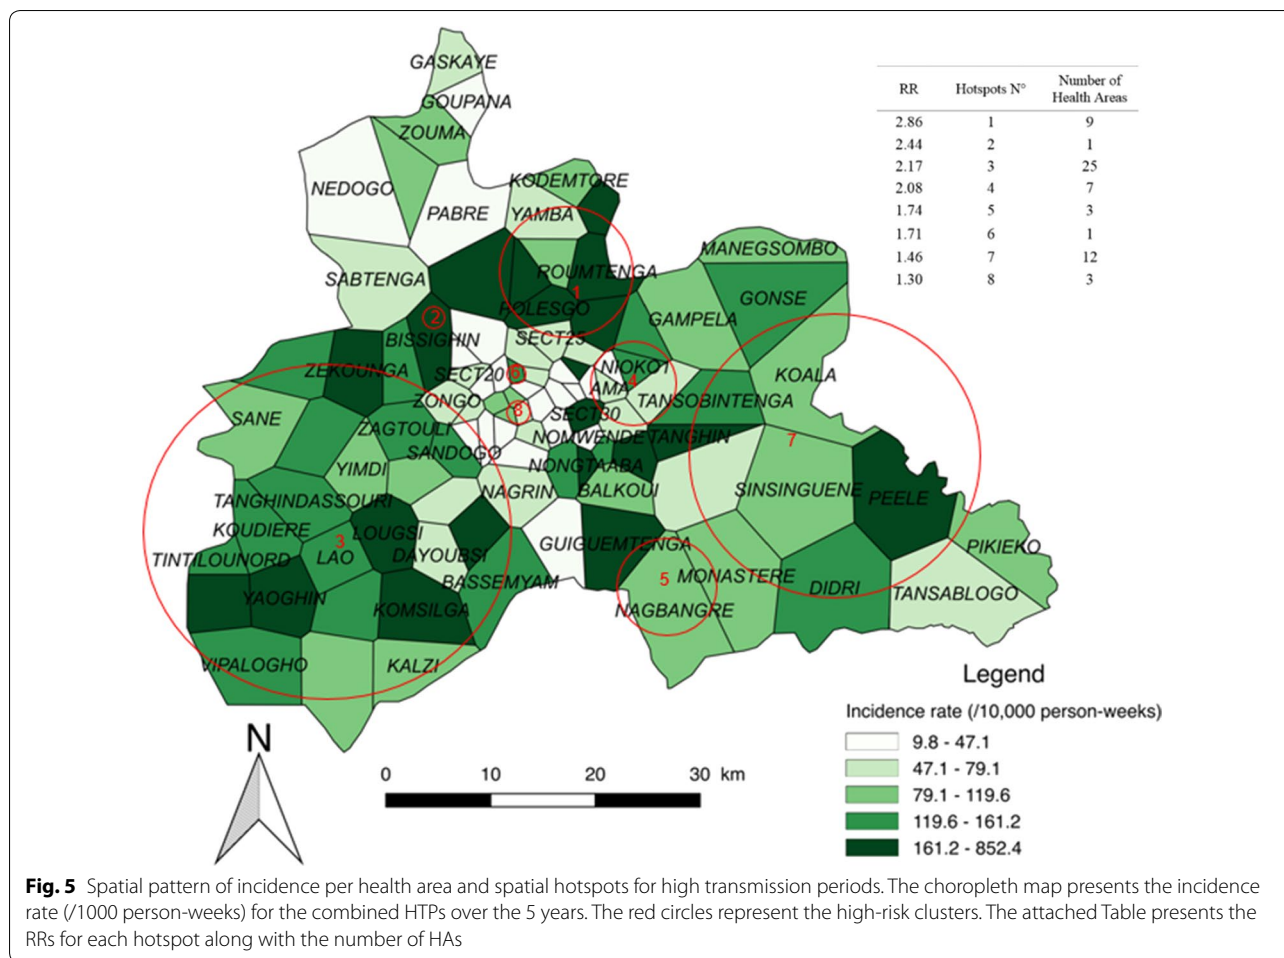 GASKAYE
GOUPANA
ZOUMA
NEDOGO
KODEMTORE
PABRE
YAMBA
SABTENGA
ROUMTENGA
MANEGSOMBO
1
GONSE
POLESGO
2
GAMPELA
BISSIGHIN
SECT25
ZEKOUNGA
SECT20
6
NIOKO1
4
AMA
KOALA
ZONGO
8
SECT30
TANSOBINTENGA
SANE
ZAGTOULI
NOMWENDE
TANGHIN
7
SANDOGO
YIMDI
NONGTAABA
NAGRIN
BALKOUI
SINSINGUENE
PEELE
TANGHINDASSOURI
KOUDIERE
LOUGSI
3
GUIGUEMTENGA
PIKIEKO
TINTILOUNORD
LAO
DAYOUBSI
BASSEMYAM
5
MONASTERE
DIDRI
TANSABLOGO
YAOGHIN
KOMSILGA
NAGBANGRE
VIPALOGHO
KALZI
RR Hotspots N° Number of
Health Areas
2.86 1 9
2.44 2 1
2.17 3 25
2.08 4 7
1.74 5 3
1.71 6 1
1.46 7 12
1.30 8 3
Legend
Incidence rate (/10,000 person-weeks)
9.8 - 47.1
47.1 - 79.1
79.1 - 119.6
119.6 - 161.2
161.2 - 852.4
N
0 10 20 30 km
Fig. 5 Spatial pattern of incidence per health area and spatial hotspots for high transmission periods. The choropleth map presents the incidence
rate (/1000 person-weeks) for the combined HTPs over the 5 years. The red circles represent the high-risk clusters. The attached Table presents the
RRs for each hotspot along with the number of HAs